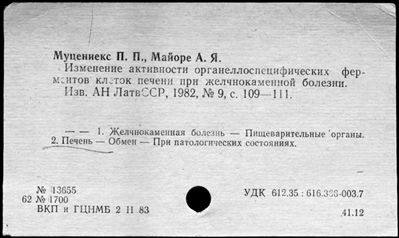 Муцениекс П. П., Майоре А. Я.
Изменение активности органеллоспецифических фер-
ментов клеток печени при желчнокаменной болезни.
Изв. АН ЛатвССР, 1982, № 9, с. 109—111.
— — 1. Желчнокаменная болезнь — Пищеварительные органы.
2. Печень — Обмен — При патологических состояниях.
№ 13655
62 № 1700
ВКП и ГЦНМБ 2 II 83
УДК 612.35 : 616.366-003.7
41.12